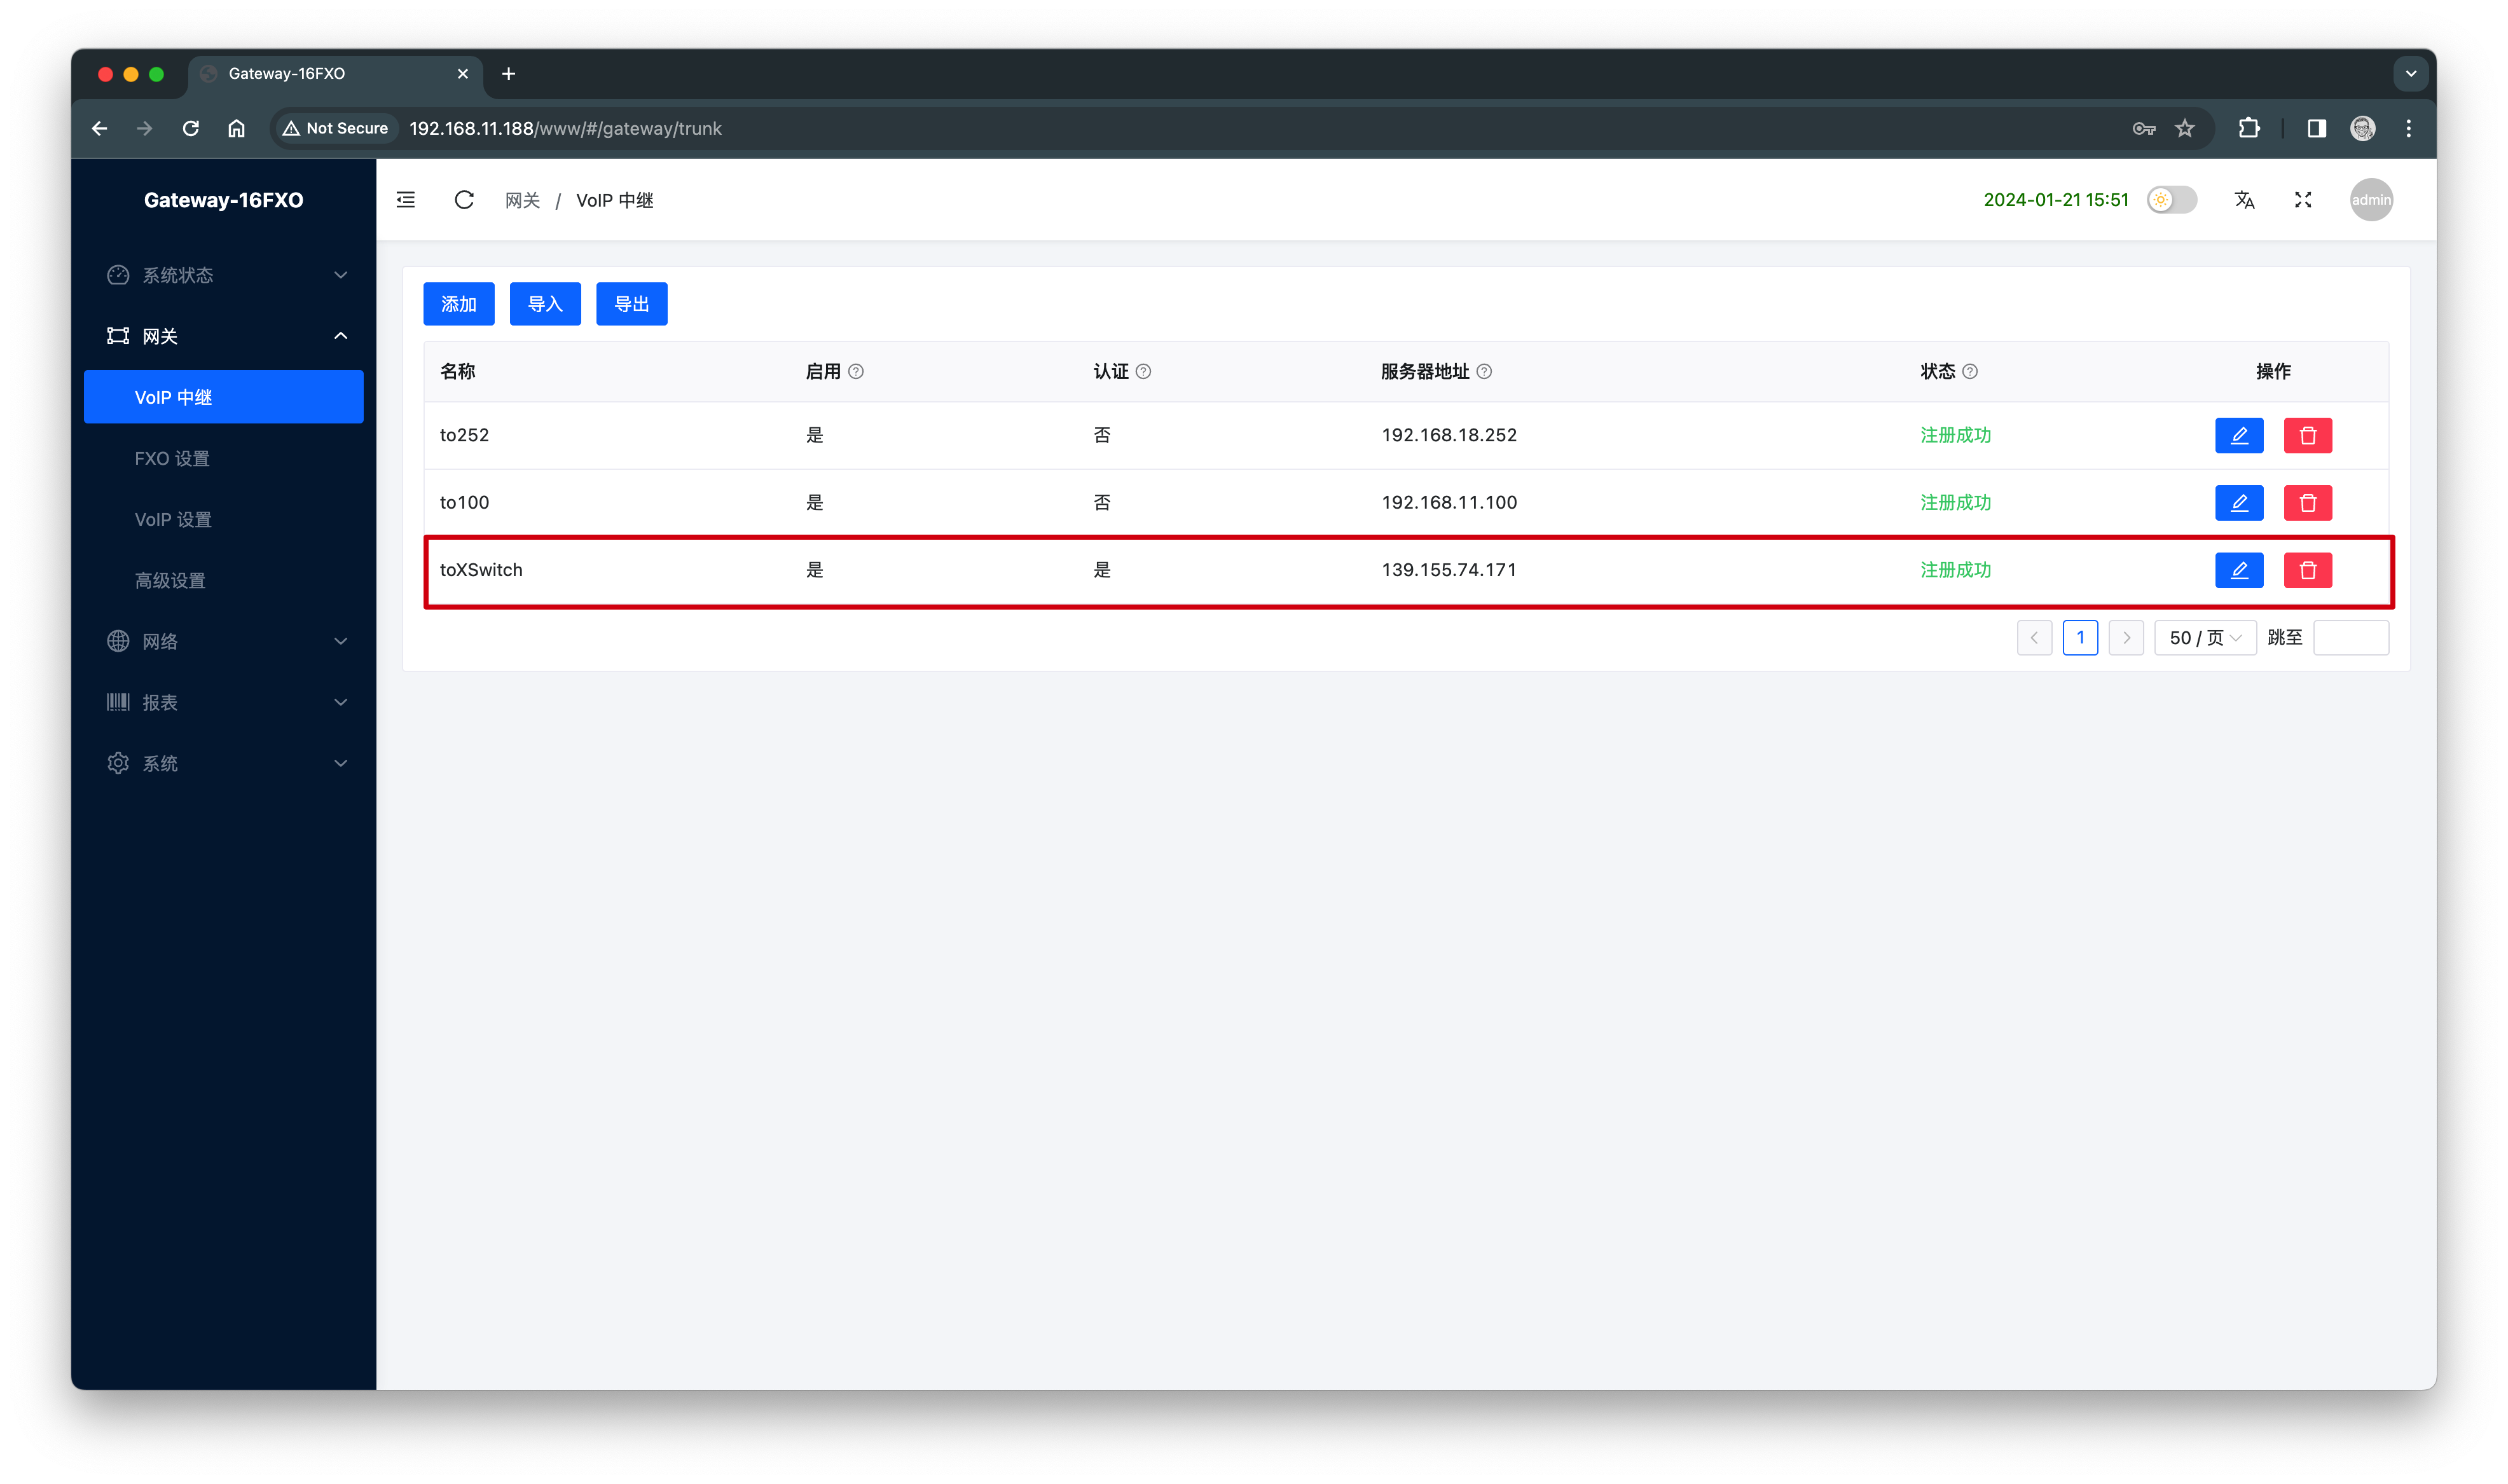 Gateway-16FXO
Not Secure 192.168.11.188/www/#/gateway/trunk
Gateway-16FXO
系统状态
网关
VoIP 中继
FXO 设置
VoIP 设置
高级设置
网络
报表
系统
网关 / VoIP 中继
2024-01-21 15:51
admin
添加 导入 导出
名称 启用 认证 服务器地址 状态 操作
to252 是 否 192.168.18.252 注册成功
to100 是 否 192.168.11.100 注册成功
toXSwitch 是 是 139.155.74.171 注册成功
1 50 / 页 跳至